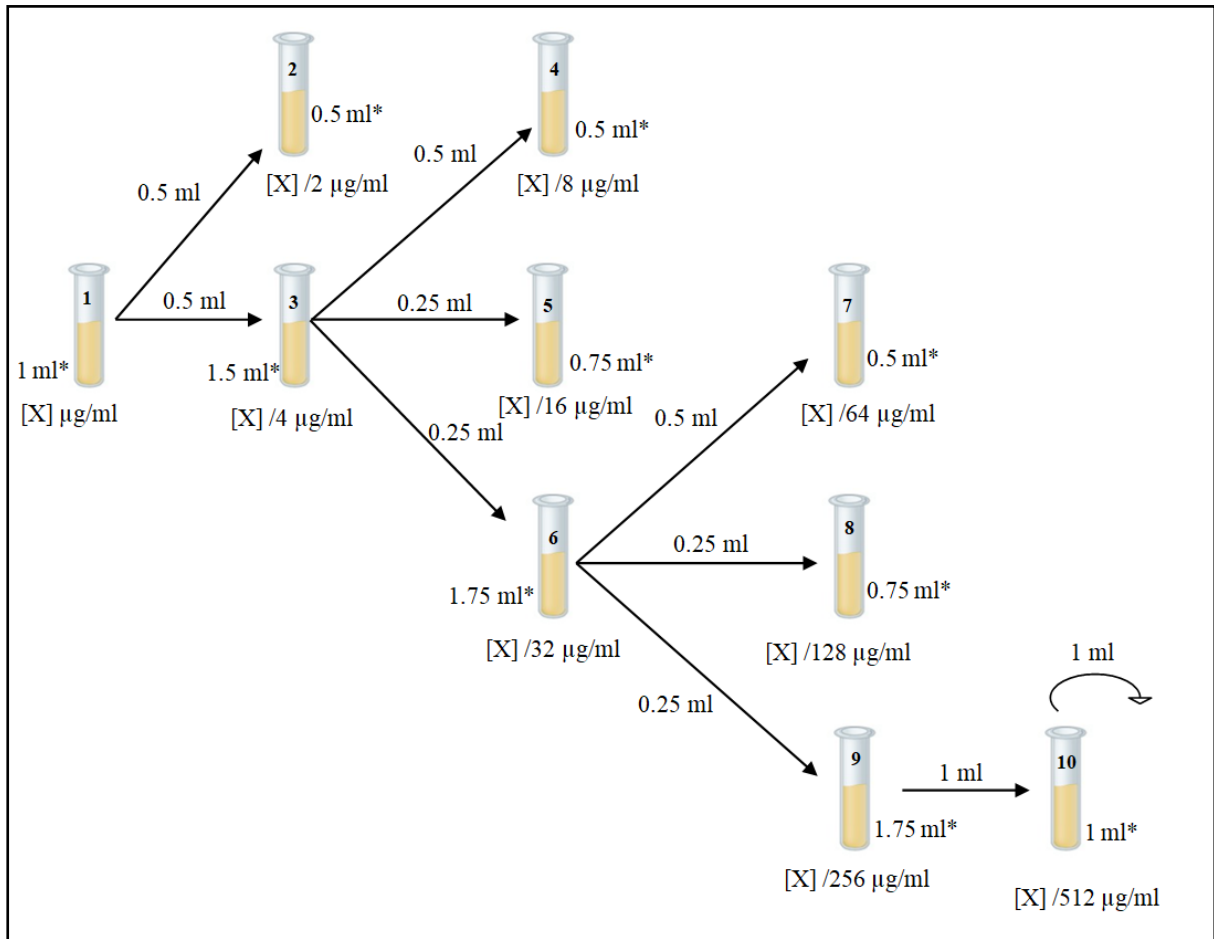 2
0.5 ml*
[X] /2 µg/ml
4
0.5 ml*
[X] /8 µg/ml
0.5 ml
0.5 ml
1
1 ml*
[X] µg/ml
0.5 ml
3
1.5 ml*
[X] /4 µg/ml
0.25 ml
5
0.75 ml*
[X] /16 µg/ml
7
0.5 ml*
[X] /64 µg/ml
0.25 ml
0.5 ml
6
1.75 ml*
[X] /32 µg/ml
0.25 ml
8
0.75 ml*
[X] /128 µg/ml
0.25 ml
9
1.75 ml*
[X] /256 µg/ml
1 ml
1 ml
10
1 ml*
[X] /512 µg/ml